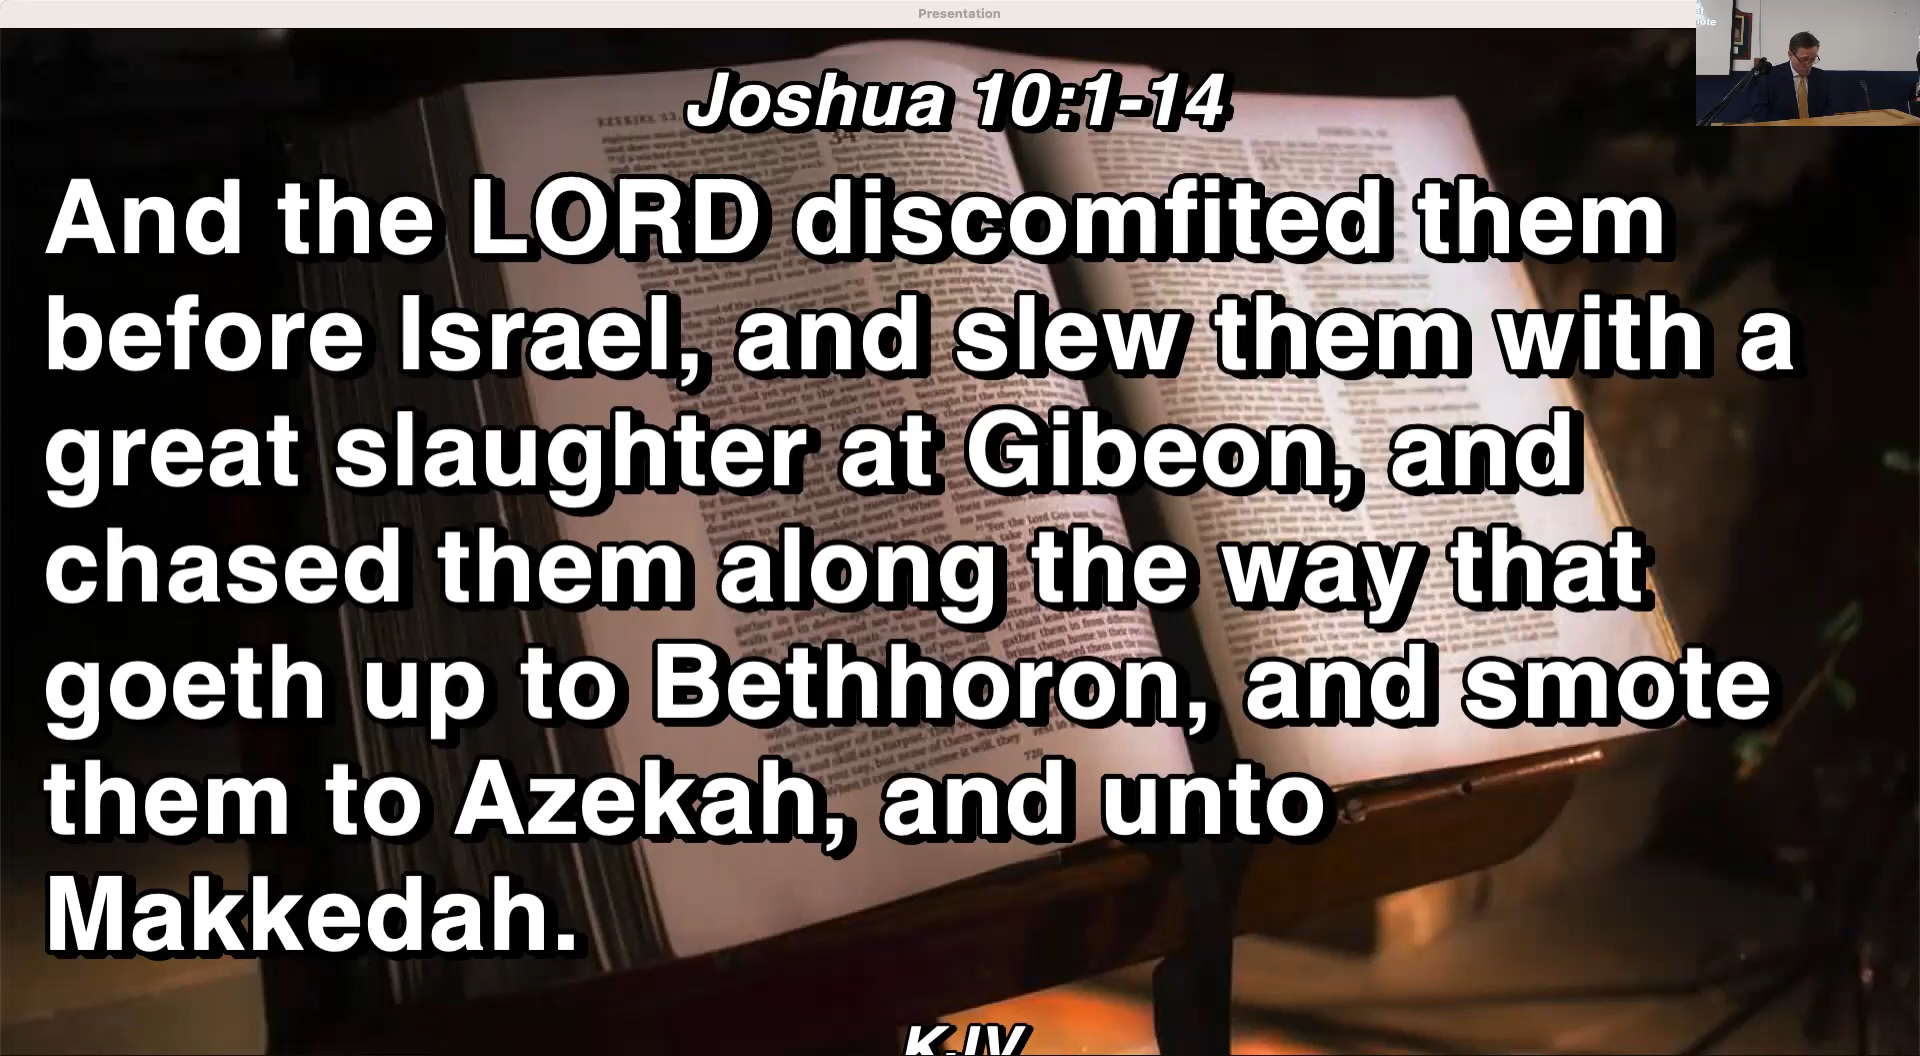 Presentation
Joshua 10:1-14
And the LORD discomfited them
before Israel, and slew them with a
great slaughter at Gibeon, and
chased them along the way that
goeth up to Bethhoron, and smote
them to Azekah, and unto
Makkedah.
KJV